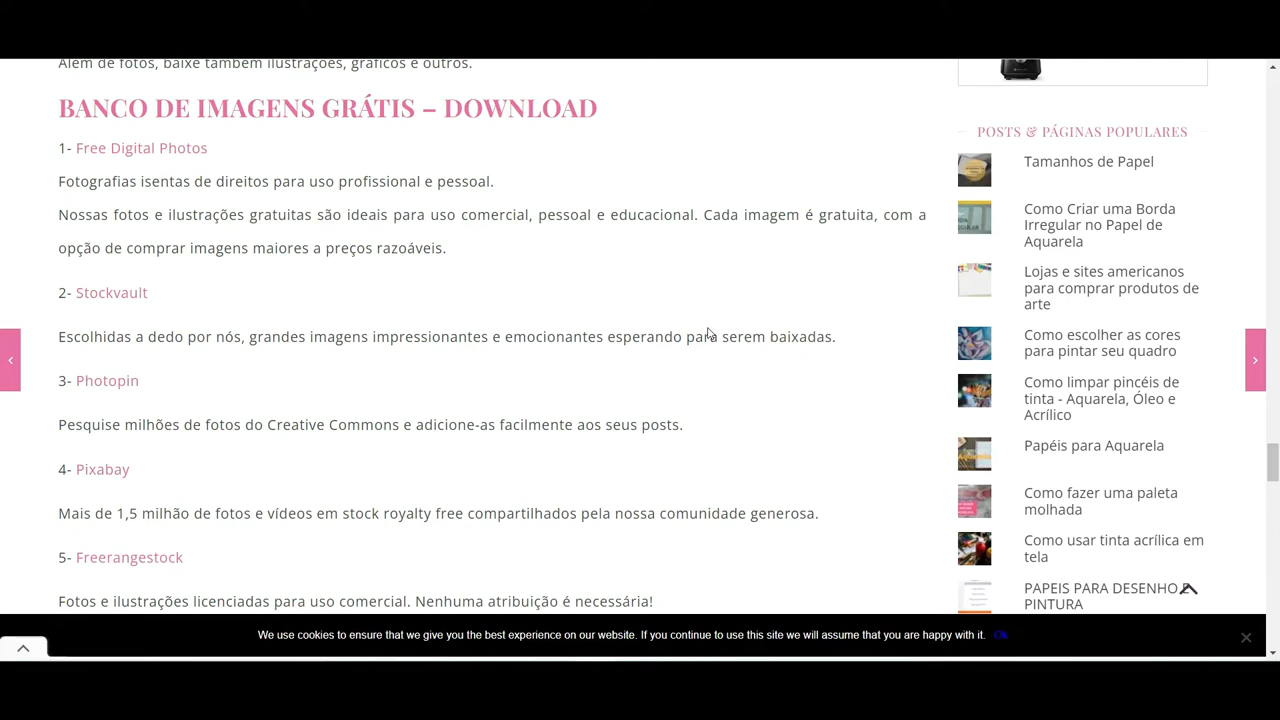 Além de fotos, baixe também ilustrações, gráficos e outros.
BANCO DE IMAGENS GRÁTIS – DOWNLOAD
1- Free Digital Photos
Fotografias isentas de direitos para uso profissional e pessoal.
Nossas fotos e ilustrações gratuitas são ideais para uso comercial, pessoal e educacional. Cada imagem é gratuita, com a
opção de comprar imagens maiores a preços razoáveis.
2- Stockvault
Escolhidas a dedo por nós, grandes imagens impressionantes e emocionantes esperando para serem baixadas.
3- Photopin
Pesquise milhões de fotos do Creative Commons e adicione-as facilmente aos seus posts.
4- Pixabay
Mais de 1,5 milhão de fotos e vídeos em stock royalty free compartilhados pela nossa comunidade generosa.
5- Freerangestock
Fotos e ilustrações licenciadas para uso comercial. Nenhuma atribuição é necessária!
POSTS & PÁGINAS POPULARES
Tamanhos de Papel
Como Criar uma Borda
Irregular no Papel de
Aquarela
Lojas e sites americanos
para comprar produtos de
arte
Como escolher as cores
para pintar seu quadro
Como limpar pincéis de
tinta - Aquarela, Óleo e
Acrílico
Papéis para Aquarela
Como fazer uma paleta
molhada
Como usar tinta acrílica em
tela
PAPEIS PARA DESENHO E
PINTURA
We use cookies to ensure that we give you the best experience on our website. If you continue to use this site we will assume that you are happy with it. Ok